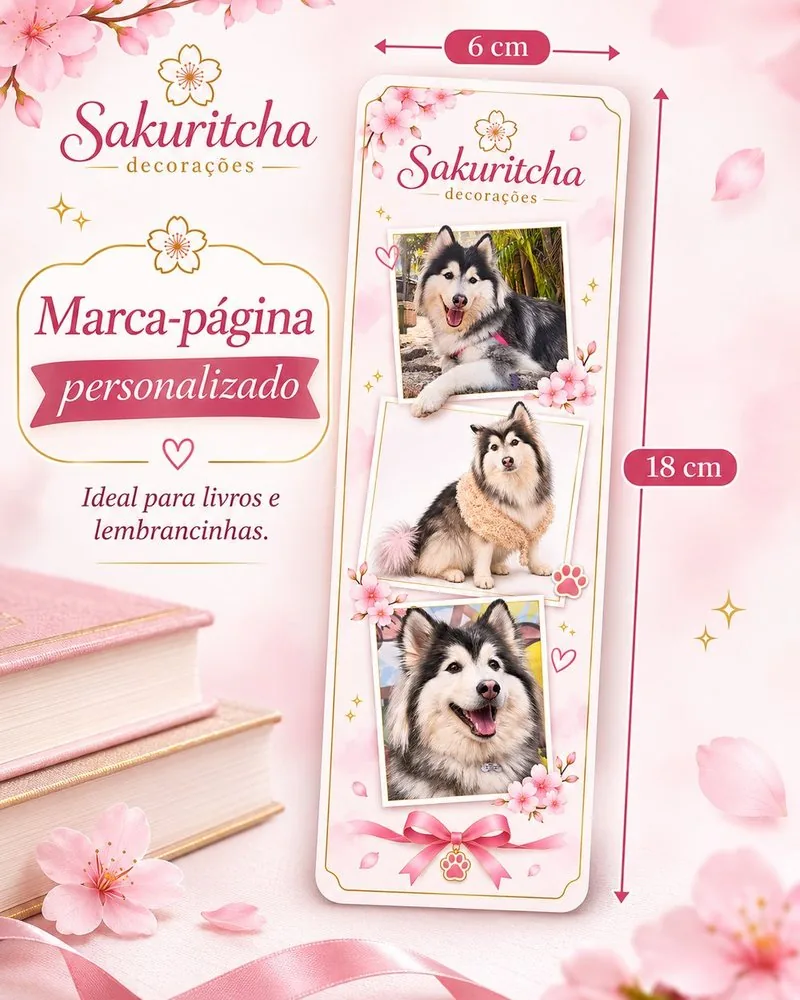 Sakuritcha
decorações
Marca-página
personalizado
Ideal para livros e
lembrancinhas.
6 cm
Sakuritcha
decorações
18 cm